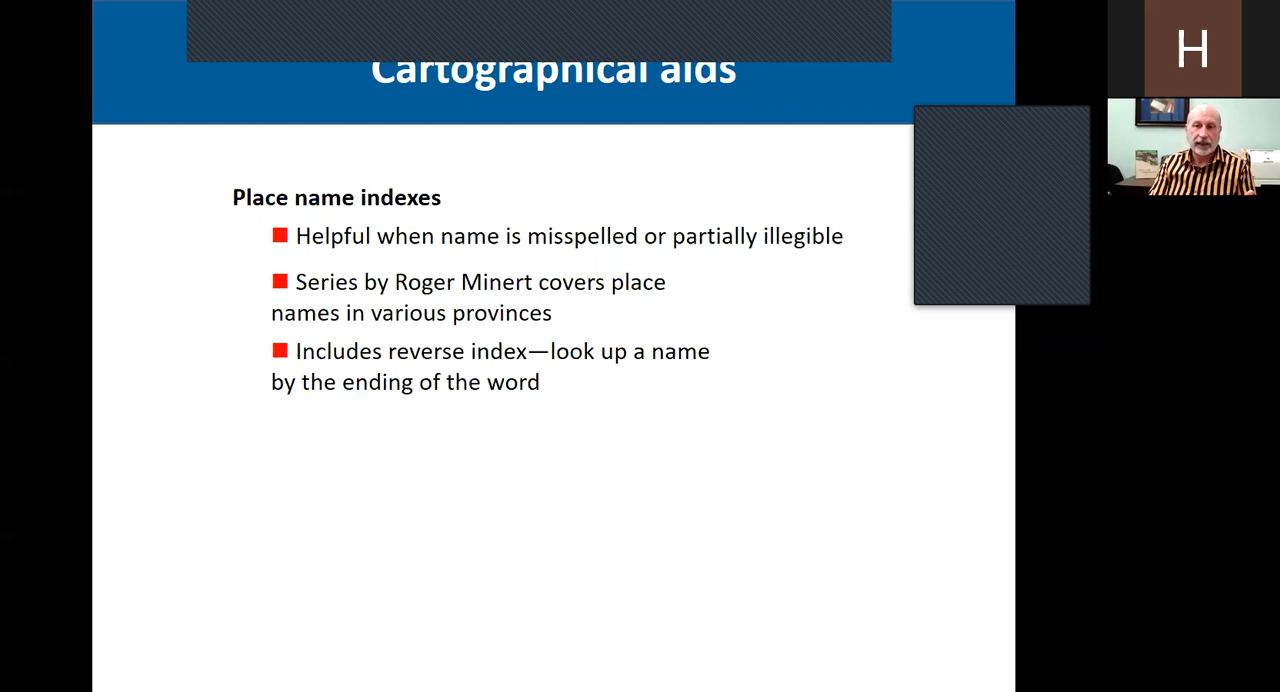 Cartographical aids
H
Place name indexes
Helpful when name is misspelled or partially illegible
Series by Roger Minert covers place
names in various provinces
Includes reverse index—look up a name
by the ending of the word